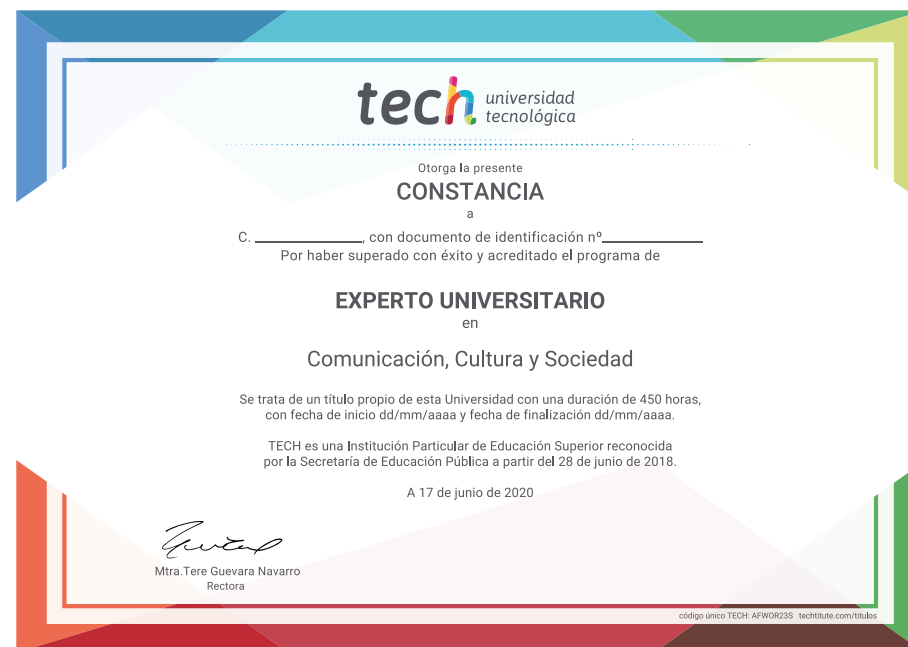 tech universidad
tecnológica
Otorga la presente
CONSTANCIA
a
C. ____________, con documento de identificación nº____________
Por haber superado con éxito y acreditado el programa de
EXPERTO UNIVERSITARIO
en
Comunicación, Cultura y Sociedad
Se trata de un título propio de esta Universidad con una duración de 450 horas,
con fecha de inicio dd/mm/aaaa y fecha de finalización dd/mm/aaaa.
TECH es una Institución Particular de Educación Superior reconocida
por la Secretaría de Educación Pública a partir del 28 de junio de 2018.
A 17 de junio de 2020
Mtra.Tere Guevara Navarro
Rectora
código único TECH: AFWOR23S techtitute.com/titulos